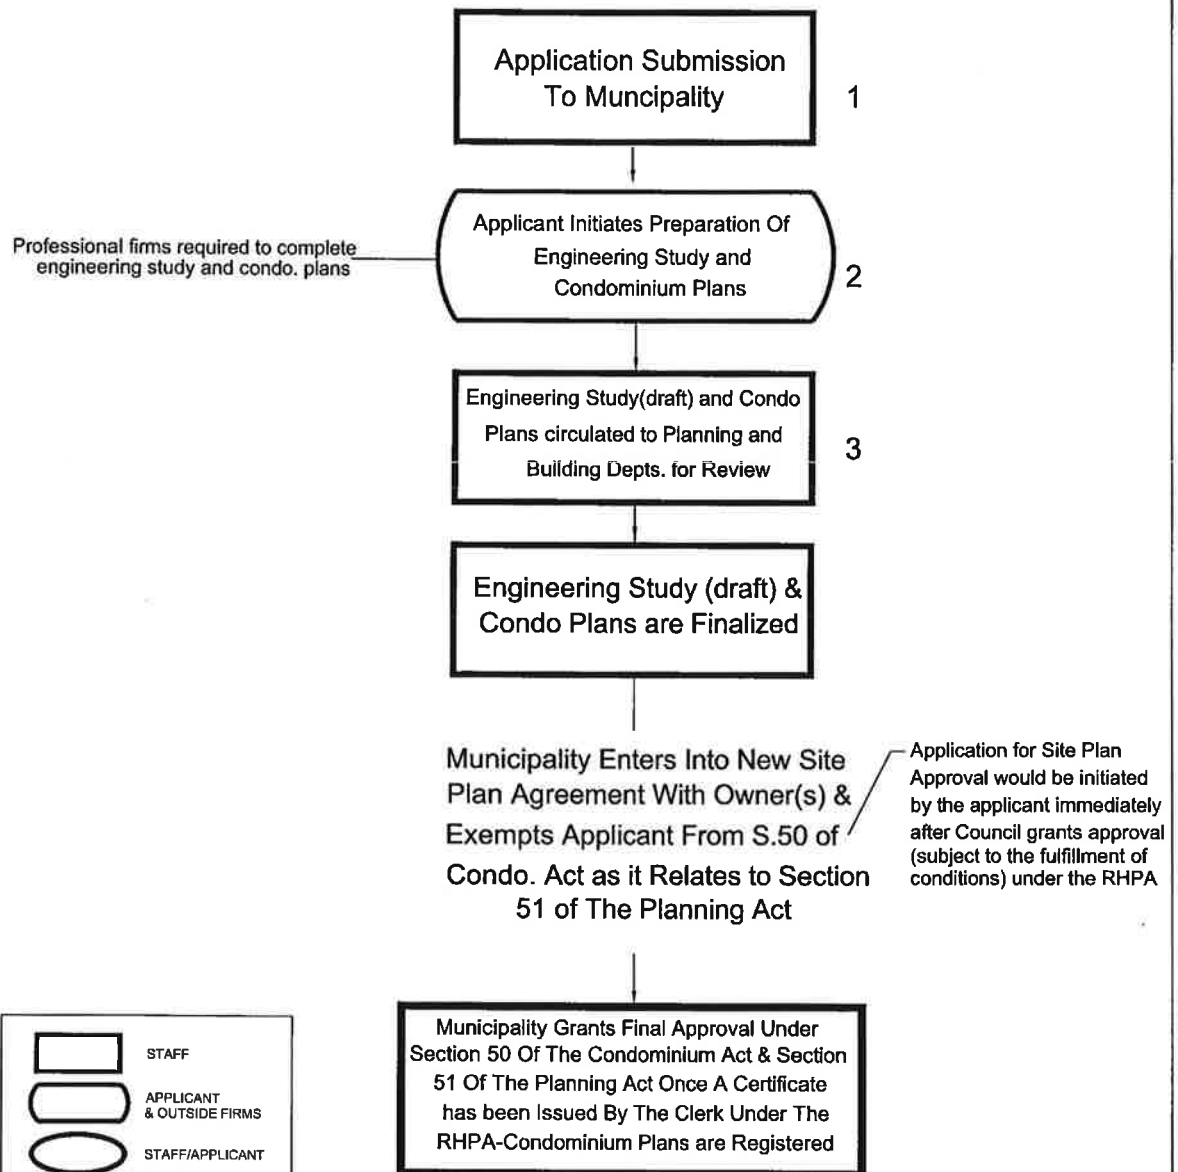 Application Submission
To Muncipality
1
Applicant Initiates Preparation Of
Engineering Study and
Condominium Plans
2
Professional firms required to complete
engineering study and condo. plans
Engineering Study(draft) and Condo
Plans circulated to Planning and
Building Depts. for Review
3
Engineering Study (draft) &
Condo Plans are Finalized
Municipality Enters Into New Site
Plan Agreement With Owner(s) &
Exempts Applicant From S.50 of
Condo. Act as it Relates to Section
51 of The Planning Act
Application for Site Plan
Approval would be initiated
by the applicant immediately
after Council grants approval
(subject to the fulfillment of
conditions) under the RHPA
Municipality Grants Final Approval Under
Section 50 Of The Condominium Act & Section
51 Of The Planning Act Once A Certificate
has been Issued By The Clerk Under The
RHPA-Condominium Plans are Registered
STAFF
APPLICANT
& OUTSIDE FIRMS
STAFF/APPLICANT